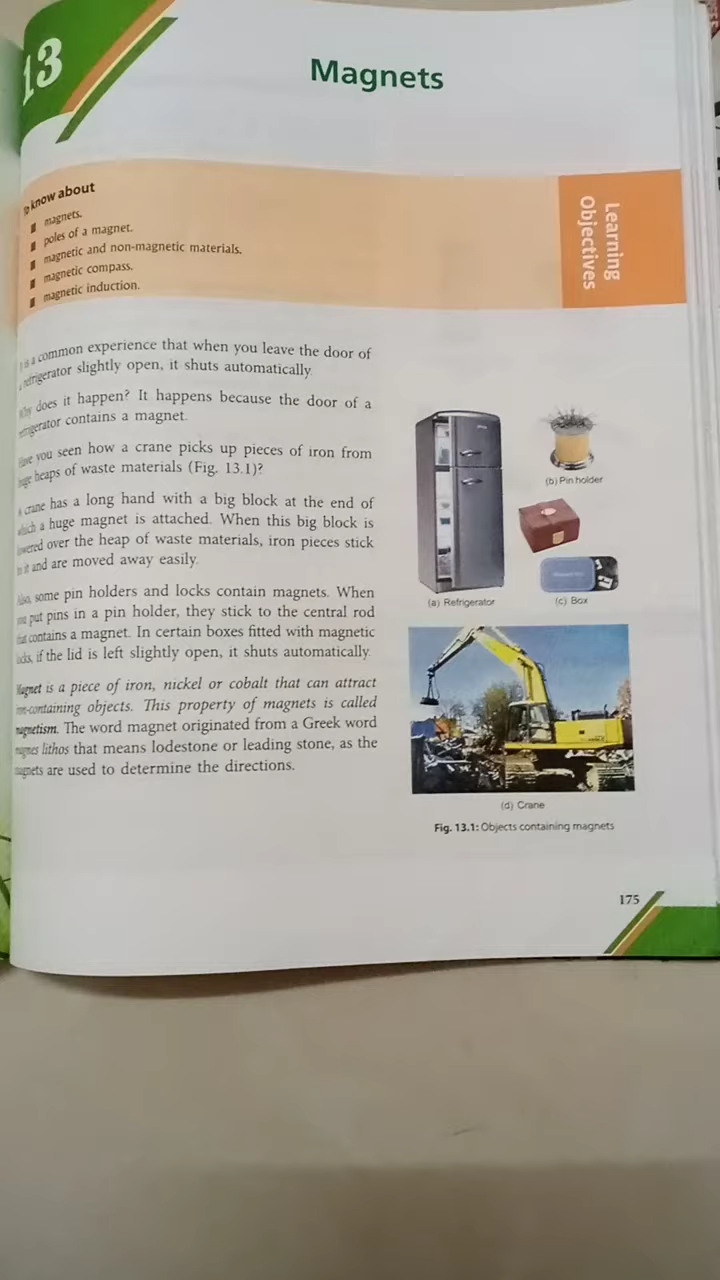 13
Magnets
To know about
magnets.
poles of a magnet.
magnetic and non-magnetic materials.
magnetic compass.
magnetic induction.
Learning
Objectives
is a common experience that when you leave the door of
refrigerator slightly open, it shuts automatically.
Why does it happen? It happens because the door of a
refrigerator contains a magnet.
Have you seen how a crane picks up pieces of iron from
huge heaps of waste materials (Fig. 13.1)?
A crane has a long hand with a big block at the end of
which a huge magnet is attached. When this big block is
lowered over the heap of waste materials, iron pieces stick
to it and are moved away easily.
Also, some pin holders and locks contain magnets. When
you put pins in a pin holder, they stick to the central rod
that contains a magnet. In certain boxes fitted with magnetic
locks, if the lid is left slightly open, it shuts automatically.
Magnet is a piece of iron, nickel or cobalt that can attract
iron-containing objects. This property of magnets is called
magnetism. The word magnet originated from a Greek word
magnes lithos that means lodestone or leading stone, as the
magnets are used to determine the directions.
(a) Refrigerator
(b) Pin holder
(c) Box
(d) Crane
Fig. 13.1: Objects containing magnets
175